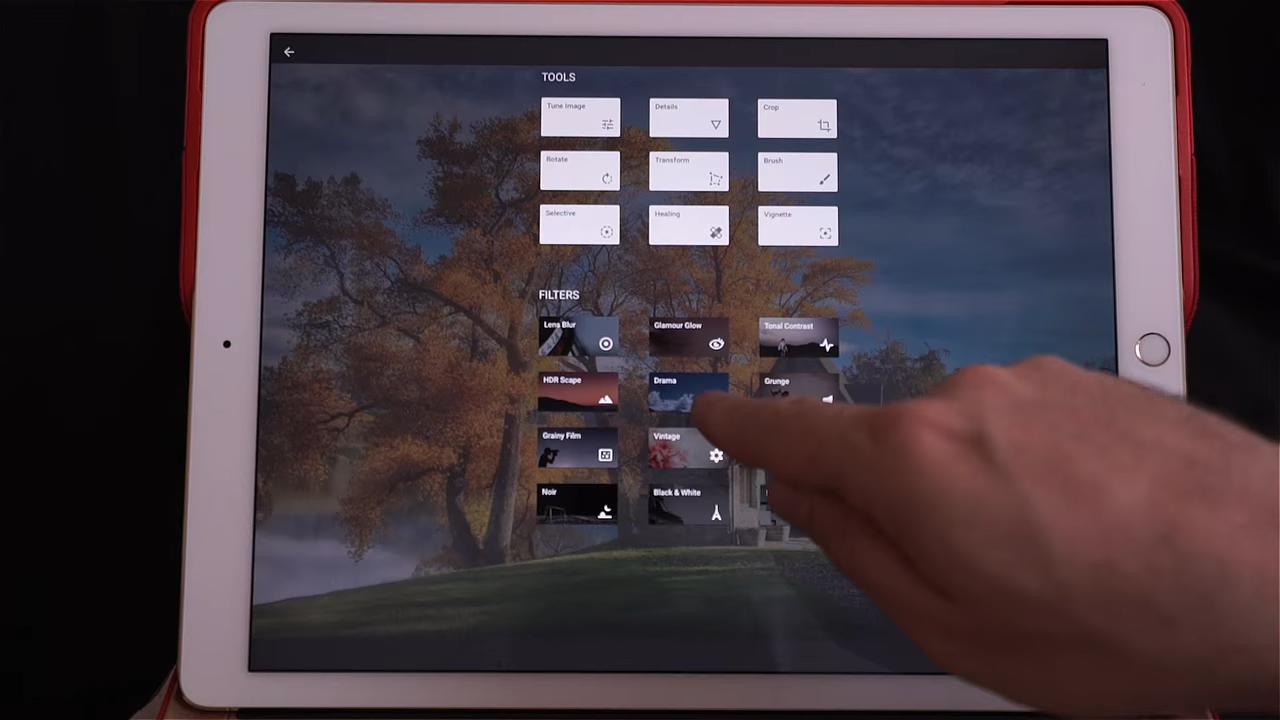 TOOLS
Tune Image Details Crop
Rotate Transform Brush
Selective Healing Vignette
FILTERS
Lens Blur Glamour Glow Tonal Contrast
HDR Scape Drama Grunge
Grainy Film Vintage
Noir Black & White